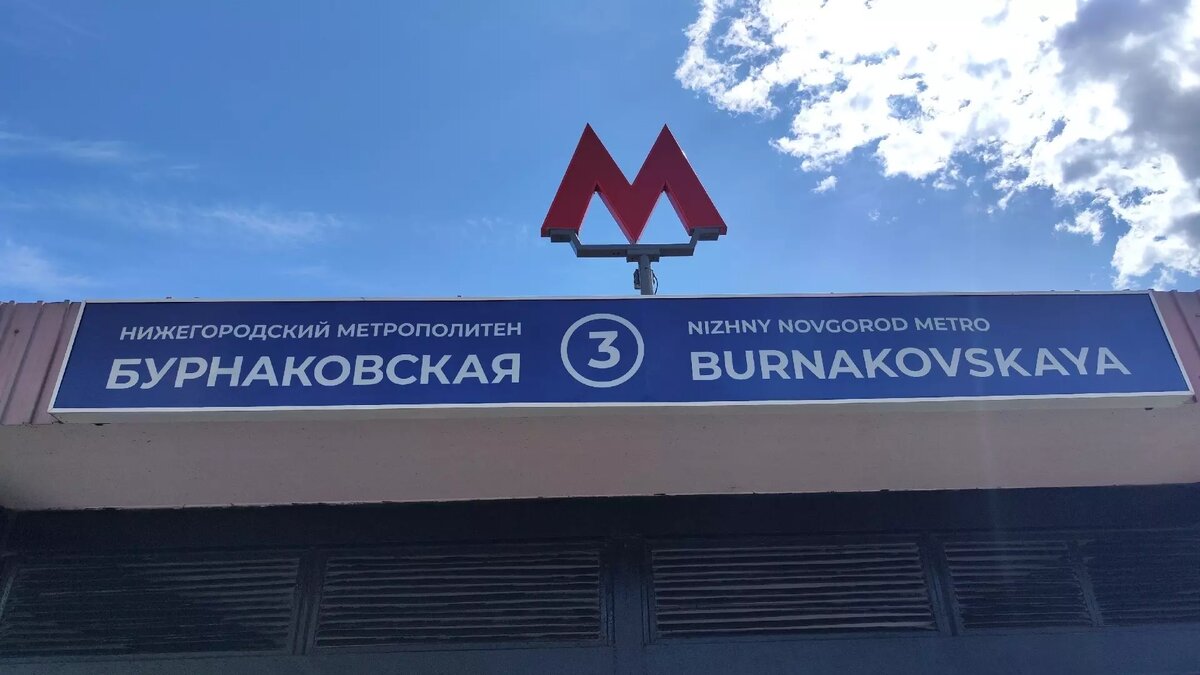 М
НИЖЕГОРОДСКИЙ МЕТРОПОЛИТЕН
БУРНАКОВСКАЯ
3
NIZHNY NOVGOROD METRO
BURNAKOVSKAYA